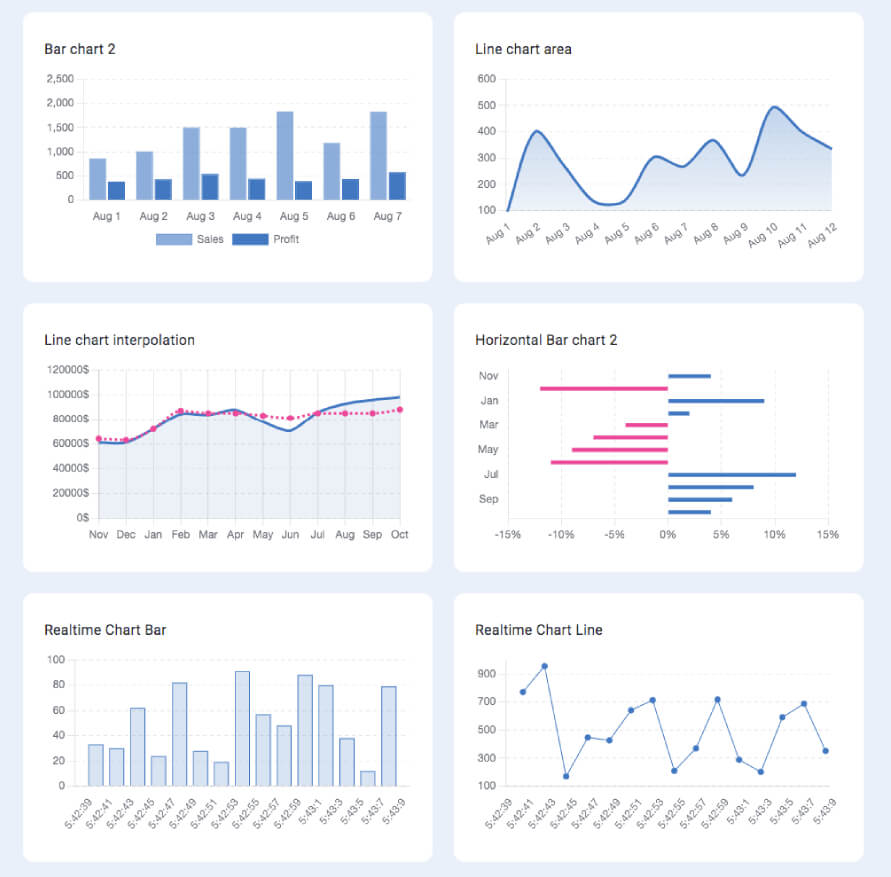 Bar chart 2
2,500
2,000
1,500
1,000
500
0
Aug 1 Aug 2 Aug 3 Aug 4 Aug 5 Aug 6 Aug 7
Sales Profit
Line chart area
600
500
400
300
200
100
Aug 1 Aug 2 Aug 3 Aug 4 Aug 5 Aug 6 Aug 7 Aug 8 Aug 9 Aug 10 Aug 11 Aug 12
Line chart interpolation
120000$
100000$
80000$
60000$
40000$
20000$
0$
Nov Dec Jan Feb Mar Apr May Jun Jul Aug Sep Oct
Horizontal Bar chart 2
Nov
Jan
Mar
May
Jul
Sep
-15% -10% -5% 0% 5% 10% 15%
Realtime Chart Bar
100
80
60
40
20
0
5:42:39 5:42:41 5:42:43 5:42:45 5:42:47 5:42:49 5:42:51 5:42:53 5:42:55 5:42:57 5:42:59 5:43:1 5:43:3 5:43:5 5:43:7 5:43:9
Realtime Chart Line
900
700
500
300
100
5:42:39 5:42:41 5:42:43 5:42:45 5:42:47 5:42:49 5:42:51 5:42:53 5:42:55 5:42:57 5:42:59 5:43:1 5:43:3 5:43:5 5:43:7 5:43:9